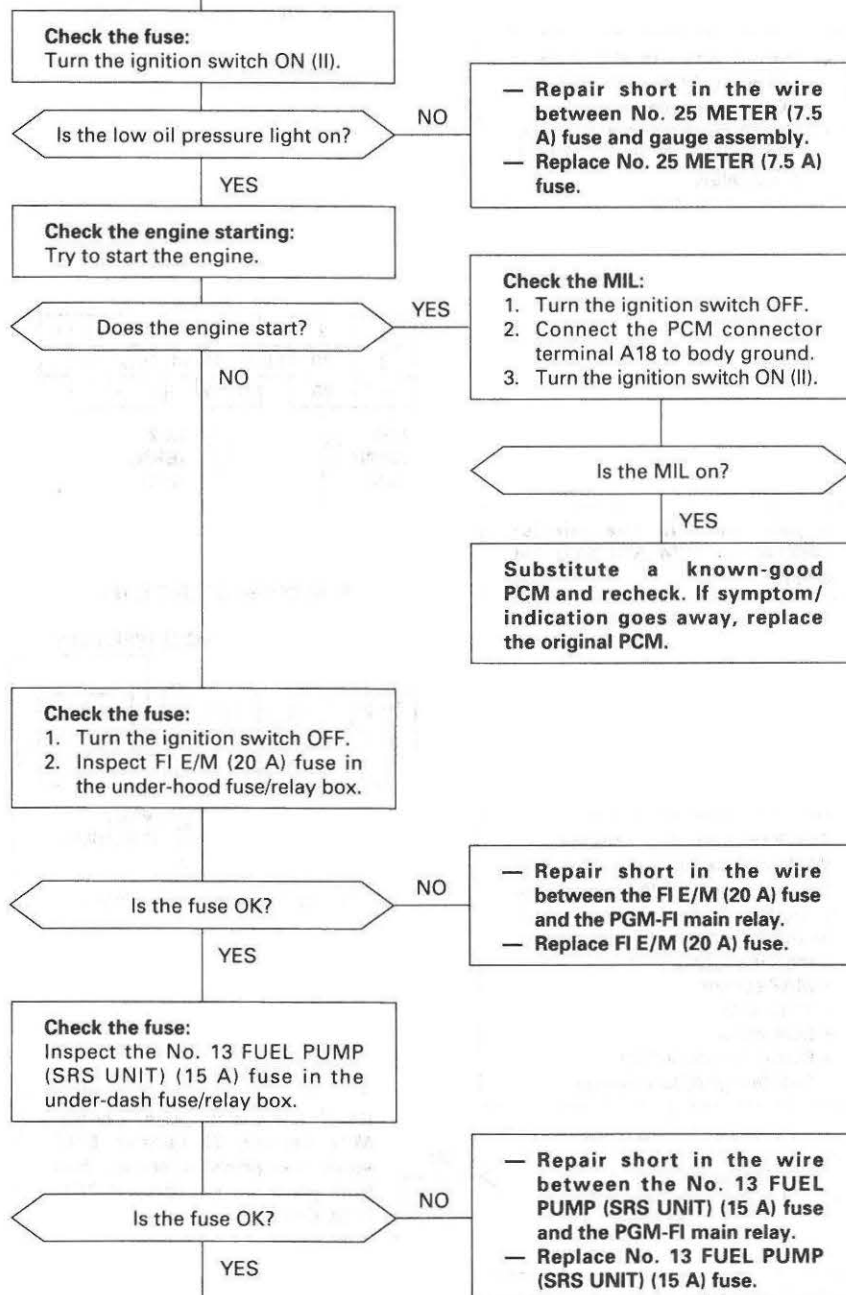 Check the fuse:
Turn the ignition switch ON (II).
Is the low oil pressure light on?
NO
— Repair short in the wire
between No. 25 METER (7.5
A) fuse and gauge assembly.
— Replace No. 25 METER (7.5 A)
fuse.
YES
Check the engine starting:
Try to start the engine.
Does the engine start?
YES
Check the MIL:
1. Turn the ignition switch OFF.
2. Connect the PCM connector
terminal A18 to body ground.
3. Turn the ignition switch ON (II).
NO
Is the MIL on?
YES
Substitute a known-good
PCM and recheck. If symptom/
indication goes away, replace
the original PCM.
Check the fuse:
1. Turn the ignition switch OFF.
2. Inspect FI E/M (20 A) fuse in
the under-hood fuse/relay box.
Is the fuse OK?
NO
— Repair short in the wire
between the FI E/M (20 A) fuse
and the PGM-FI main relay.
— Replace FI E/M (20 A) fuse.
YES
Check the fuse:
Inspect the No. 13 FUEL PUMP
(SRS UNIT) (15 A) fuse in the
under-dash fuse/relay box.
Is the fuse OK?
NO
— Repair short in the wire
between the No. 13 FUEL
PUMP (SRS UNIT) (15 A) fuse
and the PGM-FI main relay.
— Replace No. 13 FUEL PUMP
(SRS UNIT) (15 A) fuse.
YES